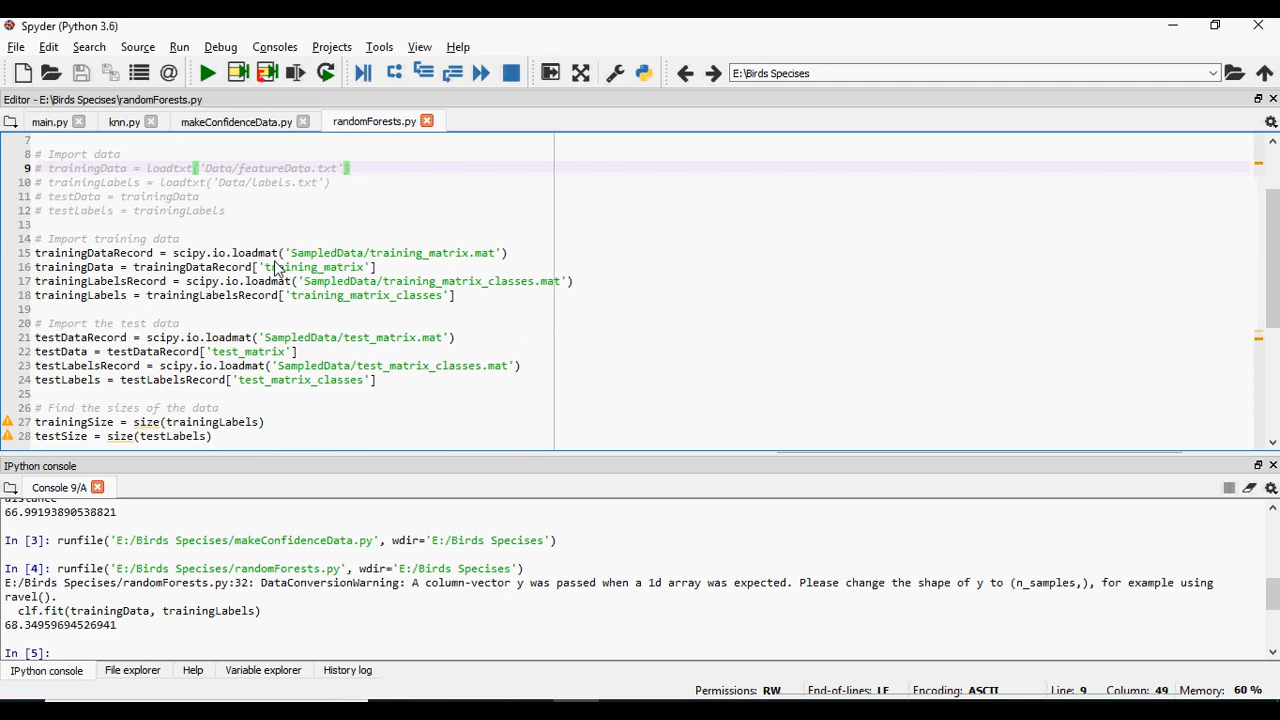 Spyder (Python 3.6)
File Edit Search Source Run Debug Consoles Projects Tools View Help
E:\Birds Specises
Editor - E:\Birds Specises\randomForests.py
main.py knn.py makeConfidenceData.py randomForests.py
7
8 # Import data
9 # trainingData = loadtxt('Data/featureData.txt')
10 # trainingLabels = loadtxt('Data/labels.txt')
11 # testData = trainingData
12 # testLabels = trainingLabels
13
14 # Import training data
15 trainingDataRecord = scipy.io.loadmat('SampledData/training_matrix.mat')
16 trainingData = trainingDataRecord['training_matrix']
17 trainingLabelsRecord = scipy.io.loadmat('SampledData/training_matrix_classes.mat')
18 trainingLabels = trainingLabelsRecord['training_matrix_classes']
19
20 # Import the test data
21 testDataRecord = scipy.io.loadmat('SampledData/test_matrix.mat')
22 testData = testDataRecord['test_matrix']
23 testLabelsRecord = scipy.io.loadmat('SampledData/test_matrix_classes.mat')
24 testLabels = testLabelsRecord['test_matrix_classes']
25
26 # Find the sizes of the data
27 trainingSize = size(trainingLabels)
28 testSize = size(testLabels)
IPython console
Console 9/A
distance
66.99193890538821
In [3]: runfile('E:/Birds Specises/makeConfidenceData.py', wdir='E:/Birds Specises')
In [4]: runfile('E:/Birds Specises/randomForests.py', wdir='E:/Birds Specises')
E:/Birds Specises/randomForests.py:32: DataConversionWarning: A column-vector y was passed when a 1d array was expected. Please change the shape of y to (n_samples,), for example using
ravel().
clf.fit(trainingData, trainingLabels)
68.34959694526941
In [5]:
IPython console File explorer Help Variable explorer History log
Permissions: RW End-of-lines: LF Encoding: ASCII Line: 9 Column: 49 Memory: 60 %